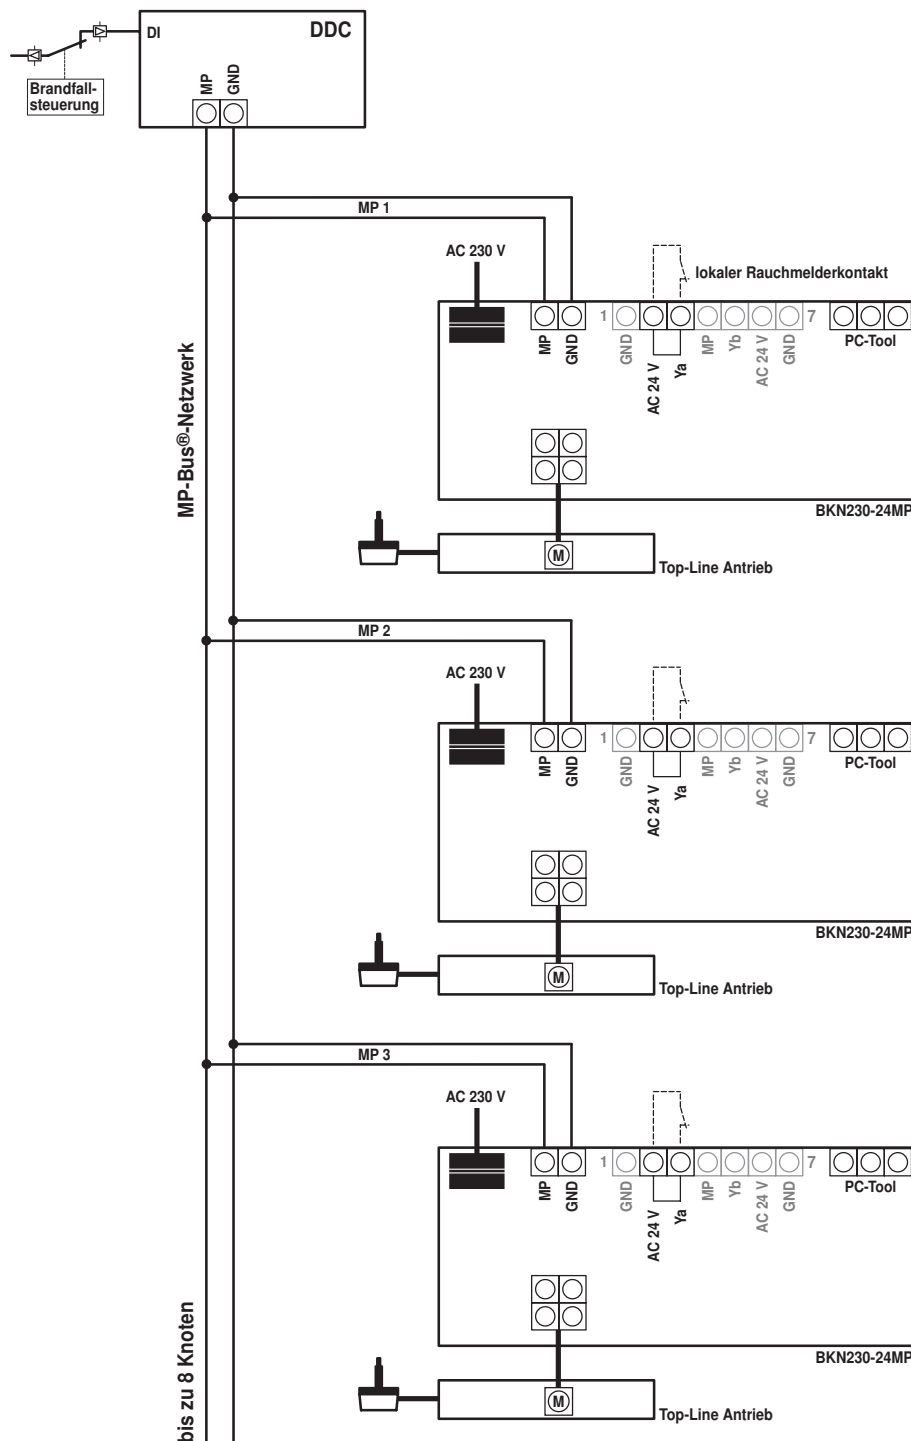 DI
DDC
Brandfall-
steuerung
MP
GND
MP 1
AC 230 V
lokaler Rauchmelderkontakt
1
7
MP
GND
GND
AC 24 V
Ya
MP
Yb
AC 24 V
GND
PC-Tool
MP-Bus®-Netzwerk
BKN230-24MP
M
Top-Line Antrieb
MP 2
AC 230 V
1
7
MP
GND
GND
AC 24 V
Ya
MP
Yb
AC 24 V
GND
PC-Tool
BKN230-24MP
M
Top-Line Antrieb
MP 3
AC 230 V
1
7
MP
GND
GND
AC 24 V
Ya
MP
Yb
AC 24 V
GND
PC-Tool
bis zu 8 Knoten
BKN230-24MP
M
Top-Line Antrieb